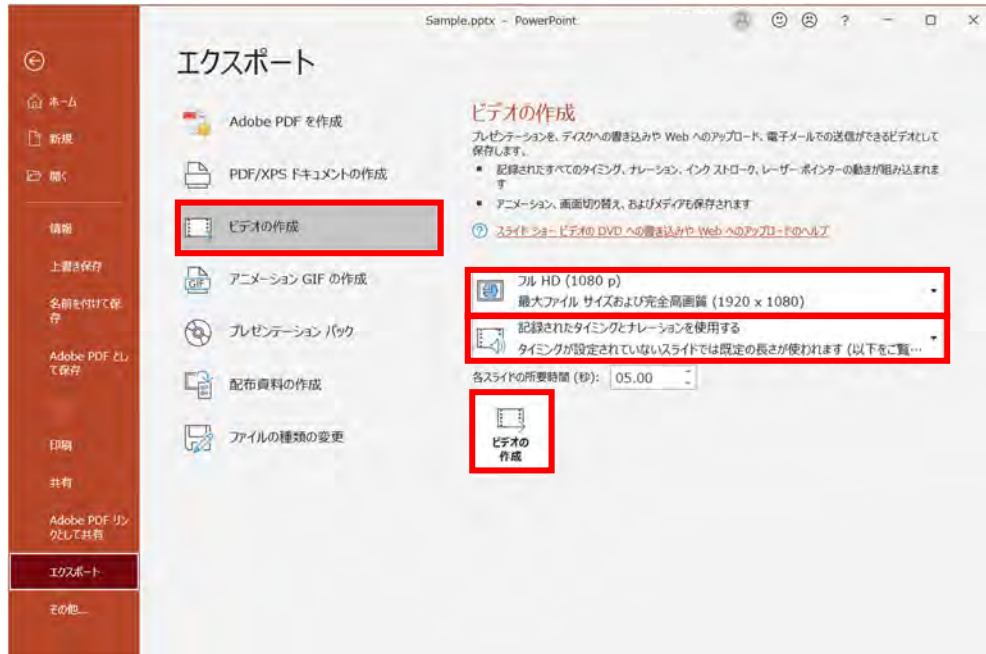 Sample.pptx - PowerPoint
?
エクスポート
ホーム
新規
開く
情報
上書き保存
名前を付けて保
存
Adobe PDF とし
て保存
印刷
共有
Adobe PDF リン
クとして共有
エクスポート
その他...
Adobe PDF を作成
PDF/XPS ドキュメントの作成
ビデオの作成
アニメーション GIF の作成
GIF
プレゼンテーション パック
配布資料の作成
ファイルの種類の変更
ビデオの作成
プレゼンテーションを、ディスクへの書き込みや Web へのアップロード、電子メールでの送信ができるビデオとして
保存します。
▪ 記録されたすべてのタイミング、ナレーション、インク ストローク、レーザー ポインターの動きが組み込まれま
す
▪ アニメーション、画面切り替え、およびメディアも保存されます
? スライド ショー ビデオの DVD への書き込みや Web へのアップロードのヘルプ
フル HD (1080 p)
最大ファイル サイズおよび完全高画質 (1920 x 1080)
記録されたタイミングとナレーションを使用する
タイミングが設定されていないスライドでは既定の長さが使われます (以下をご覧…
各スライドの所要時間 (秒): 05.00
ビデオの
作成